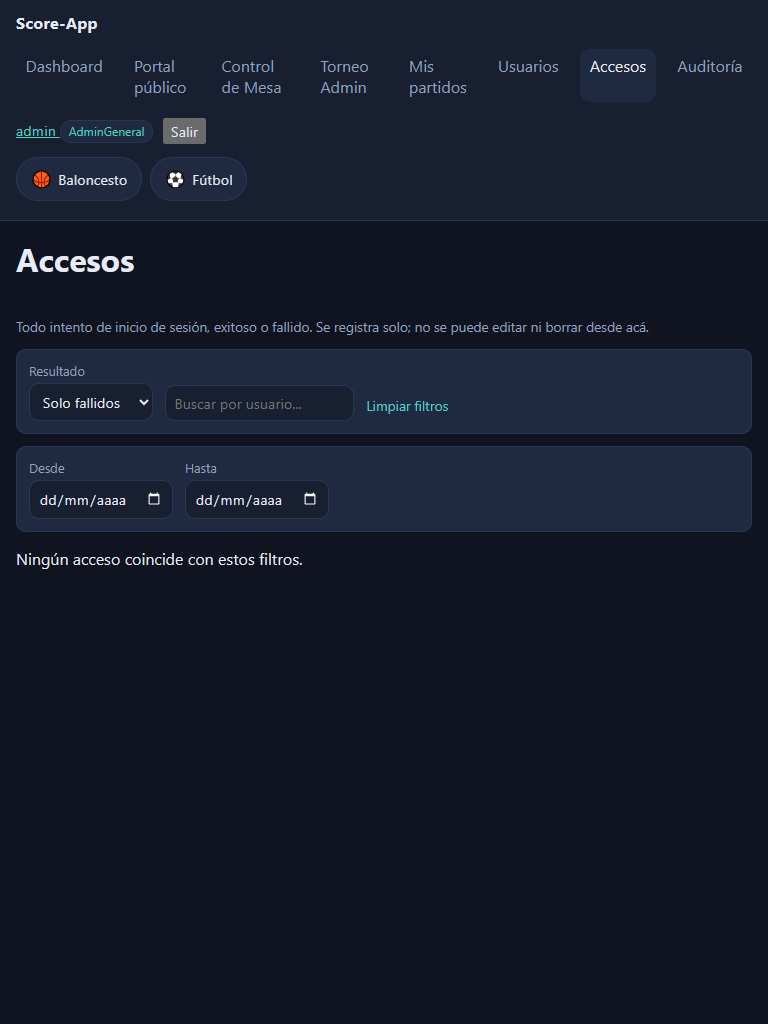 Score-App
Dashboard
Portal público
Control de Mesa
Torneo Admin
Mis partidos
Usuarios
Accesos
Auditoría
admin AdminGeneral Salir
Baloncesto Fútbol
Accesos
Todo intento de inicio de sesión, exitoso o fallido. Se registra solo; no se puede editar ni borrar desde acá.
Resultado
Solo fallidos Buscar por usuario... Limpiar filtros
Desde Hasta
dd/mm/aaaa dd/mm/aaaa
Ningún acceso coincide con estos filtros.